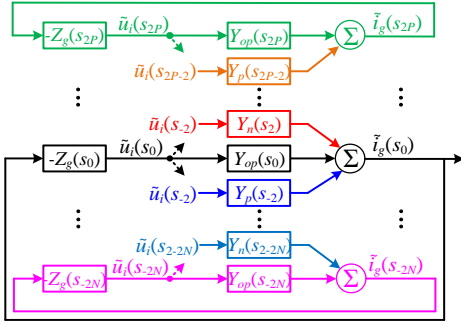 -Z_g(s_{2P}) ũ_i(s_{2P}) Y_{op}(s_{2P}) Σ ĩ_g(s_{2P})
ũ_i(s_{2P-2}) Y_p(s_{2P-2})
ũ_i(s_{-2}) Y_n(s_2)
-Z_g(s_0) ũ_i(s_0) Y_{op}(s_0) Σ ĩ_g(s_0)
ũ_i(s_{-2}) Y_p(s_{-2})
ũ_i(s_{2-2N}) Y_n(s_{2-2N})
-Z_g(s_{-2N}) ũ_i(s_{-2N}) Y_{op}(s_{-2N}) Σ ĩ_g(s_{-2N})